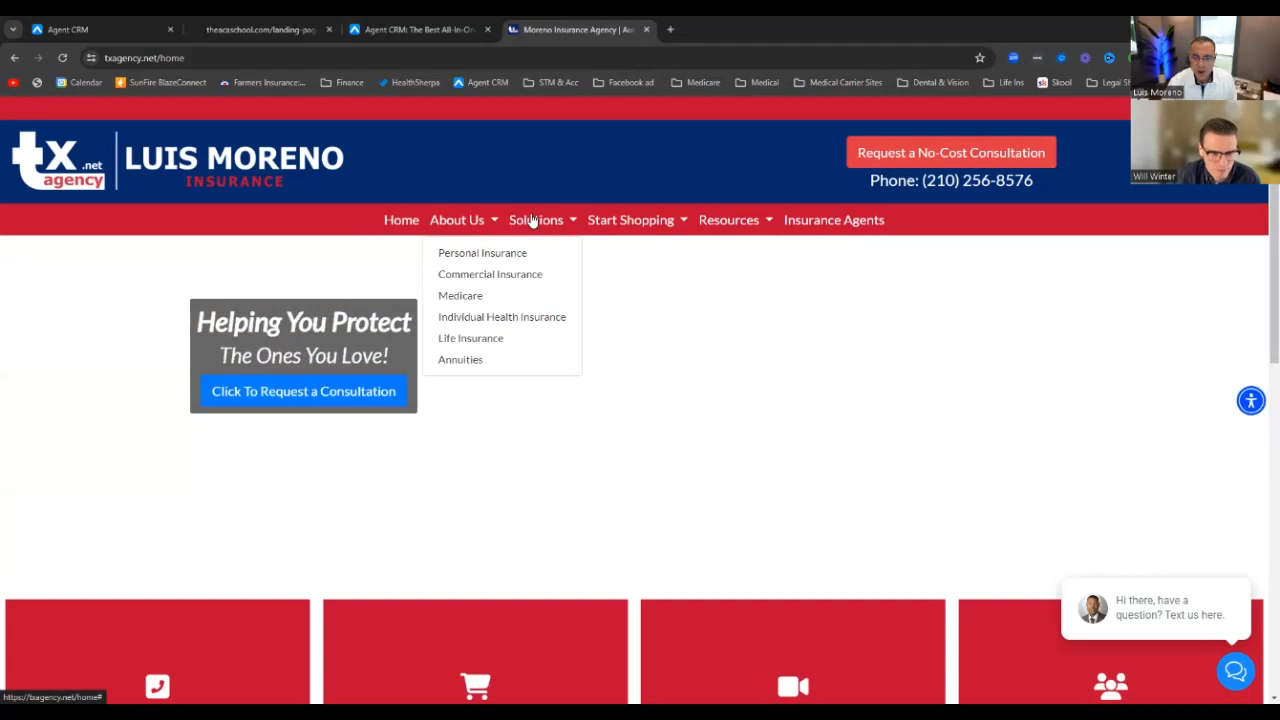 Agent CRM
theacaschool.com/landing-pag
Agent CRM: The Best All-In-On
Moreno Insurance Agency | Au
txagency.net/home
Calendar
SunFire BlazeConnect
Farmers Insurance:...
Finance
HealthSherpa
Agent CRM
STM & Acc
Facebook ad
Medicare
Medical
Medical Carrier Sites
Dental & Vision
Life Ins
Skool
Legal Sh
Luis Moreno
Will Winter
tx .net
agency
LUIS MORENO
INSURANCE
Request a No-Cost Consultation
Phone: (210) 256-8576
Home
About Us
Solutions
Start Shopping
Resources
Insurance Agents
Personal Insurance
Commercial Insurance
Medicare
Individual Health Insurance
Life Insurance
Annuities
Helping You Protect
The Ones You Love!
Click To Request a Consultation
Hi there, have a
question? Text us here.
https://txagency.net/home#